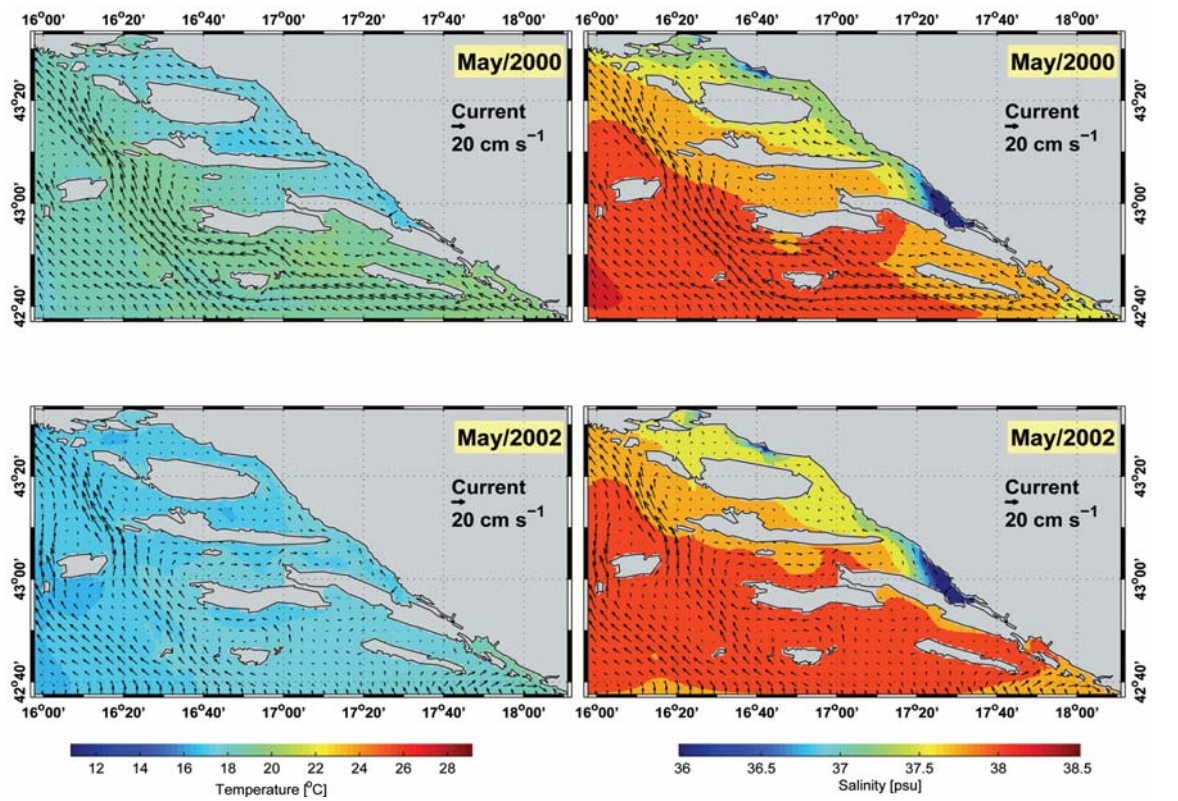 16°00' 16°20' 16°40' 17°00' 17°20' 17°40' 18°00'
16°00' 16°20' 16°40' 17°00' 17°20' 17°40' 18°00'
May/2000
May/2000
43°20'
43°00'
42°40'
Current
20 cm s⁻¹
Current
20 cm s⁻¹
43°20'
43°00'
42°40'
May/2002
May/2002
43°20'
43°00'
42°40'
Current
20 cm s⁻¹
Current
20 cm s⁻¹
43°20'
43°00'
42°40'
16°00' 16°20' 16°40' 17°00' 17°20' 17°40' 18°00'
16°00' 16°20' 16°40' 17°00' 17°20' 17°40' 18°00'
12 14 16 18 20 22 24 26 28
Temperature [°C]
36 36.5 37 37.5 38 38.5
Salinity [psu]